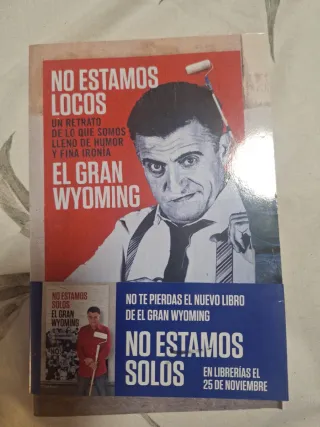 NO ESTAMOS
LOCOS
UN RETRATO
DE LO QUE SOMOS
LLENO DE HUMOR
Y FINA IRONÍA
EL GRAN
WYOMING
NO ESTAMOS
SOLOS
EL GRAN
WYOMING
NO TE PIERDAS EL NUEVO LIBRO
DE EL GRAN WYOMING
NO ESTAMOS
SOLOS
EN LIBRERÍAS EL
25 DE NOVIEMBRE